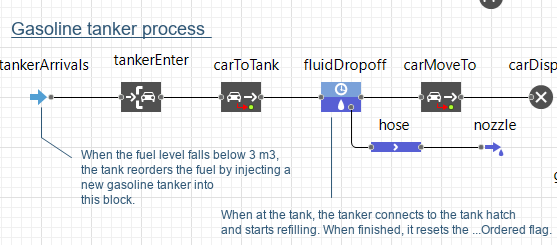 Gasoline tanker process
tankerArrivals
tankerEnter
carToTank
fluidDropoff
carMoveTo
carDisp
hose
nozzle
When the fuel level falls below 3 m3,
the tank reorders the fuel by injecting a
new gasoline tanker into
this block.
When at the tank, the tanker connects to the tank hatch
and starts refilling. When finished, it resets the ...Ordered flag.